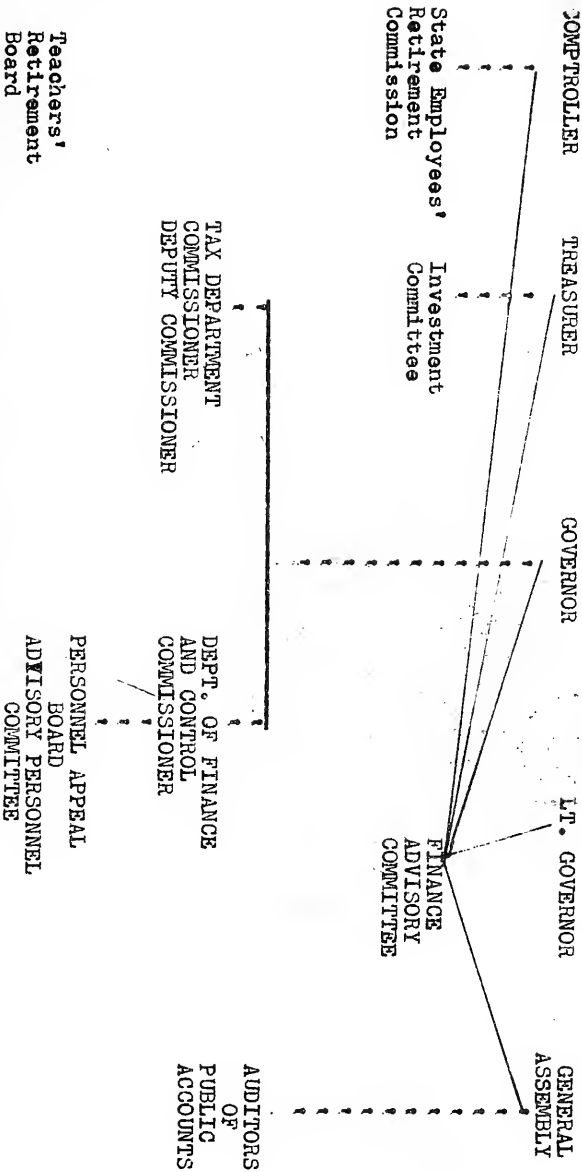 COMPTROLLER
TREASURER
GOVERNOR
LT. GOVERNOR
GENERAL
ASSEMBLY
State Employees'
Retirement
Commission
Investment
Committee
FINANCE
ADVISORY
COMMITTEE
TAX DEPARTMENT
COMMISSIONER
DEPUTY COMMISSIONER
DEPT. OF FINANCE
AND CONTROL
COMMISSIONER
AUDITORS
OF
PUBLIC
ACCOUNTS
PERSONNEL APPEAL
BOARD
ADVISORY PERSONNEL
COMMITTEE
Teachers'
Retirement
Board